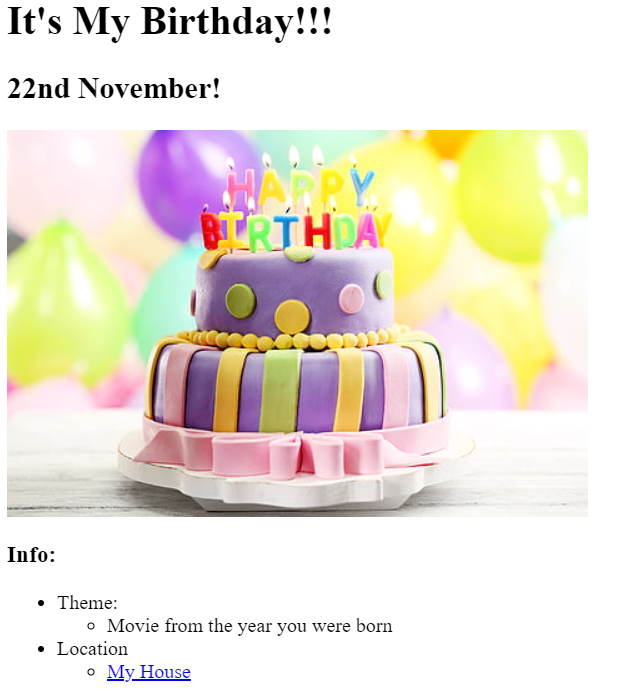 It's My Birthday!!!
22nd November!
HAPPY
BIRTHDAY
Info:
Theme:
Movie from the year you were born
Location
My House